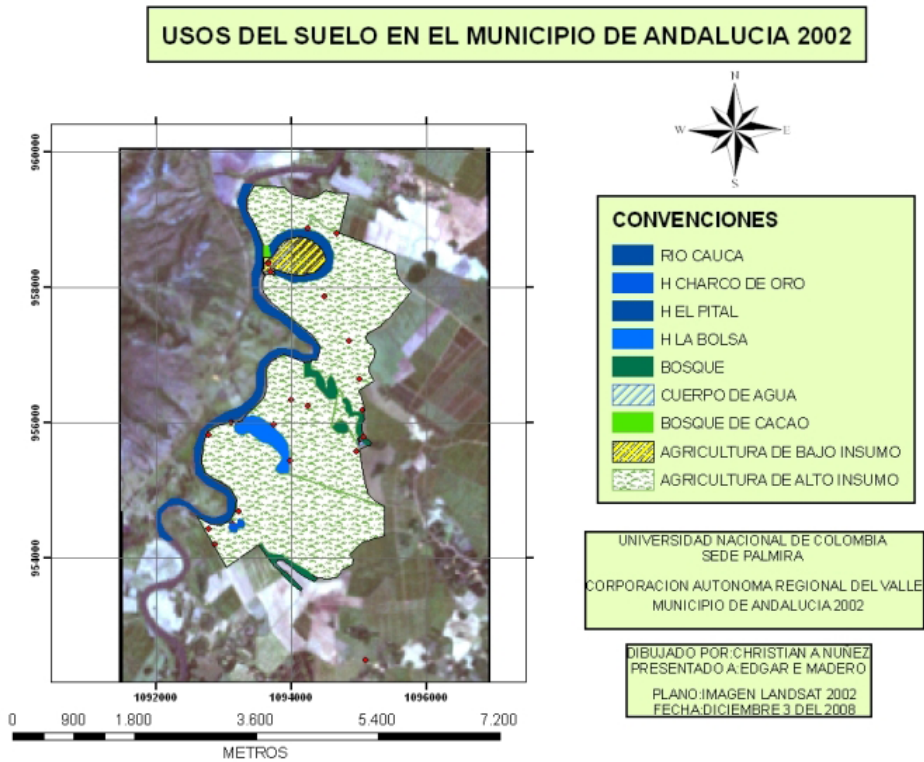 USOS DEL SUELO EN EL MUNICIPIO DE ANDALUCIA 2002
N
W E
S
960000
958000
956000
954000
1092000 1094000 1096000
CONVENCIONES
RIO CAUCA
H CHARCO DE ORO
H EL PITAL
H LA BOLSA
BOSQUE
CUERPO DE AGUA
BOSQUE DE CACAO
AGRICULTURA DE BAJO INSUMO
AGRICULTURA DE ALTO INSUMO
UNIVERSIDAD NACIONAL DE COLOMBIA
SEDE PALMIRA
CORPORACION AUTONOMA REGIONAL DEL VALLE
MUNICIPIO DE ANDALUCIA 2002
DIBUJADO POR:CHRISTIAN A NUÑEZ
PRESENTADO A:EDGAR E MADERO
PLANO:IMAGEN LANDSAT 2002
FECHA:DICIEMBRE 3 DEL 2008
0 900 1.800 3.600 5.400 7.200
METROS